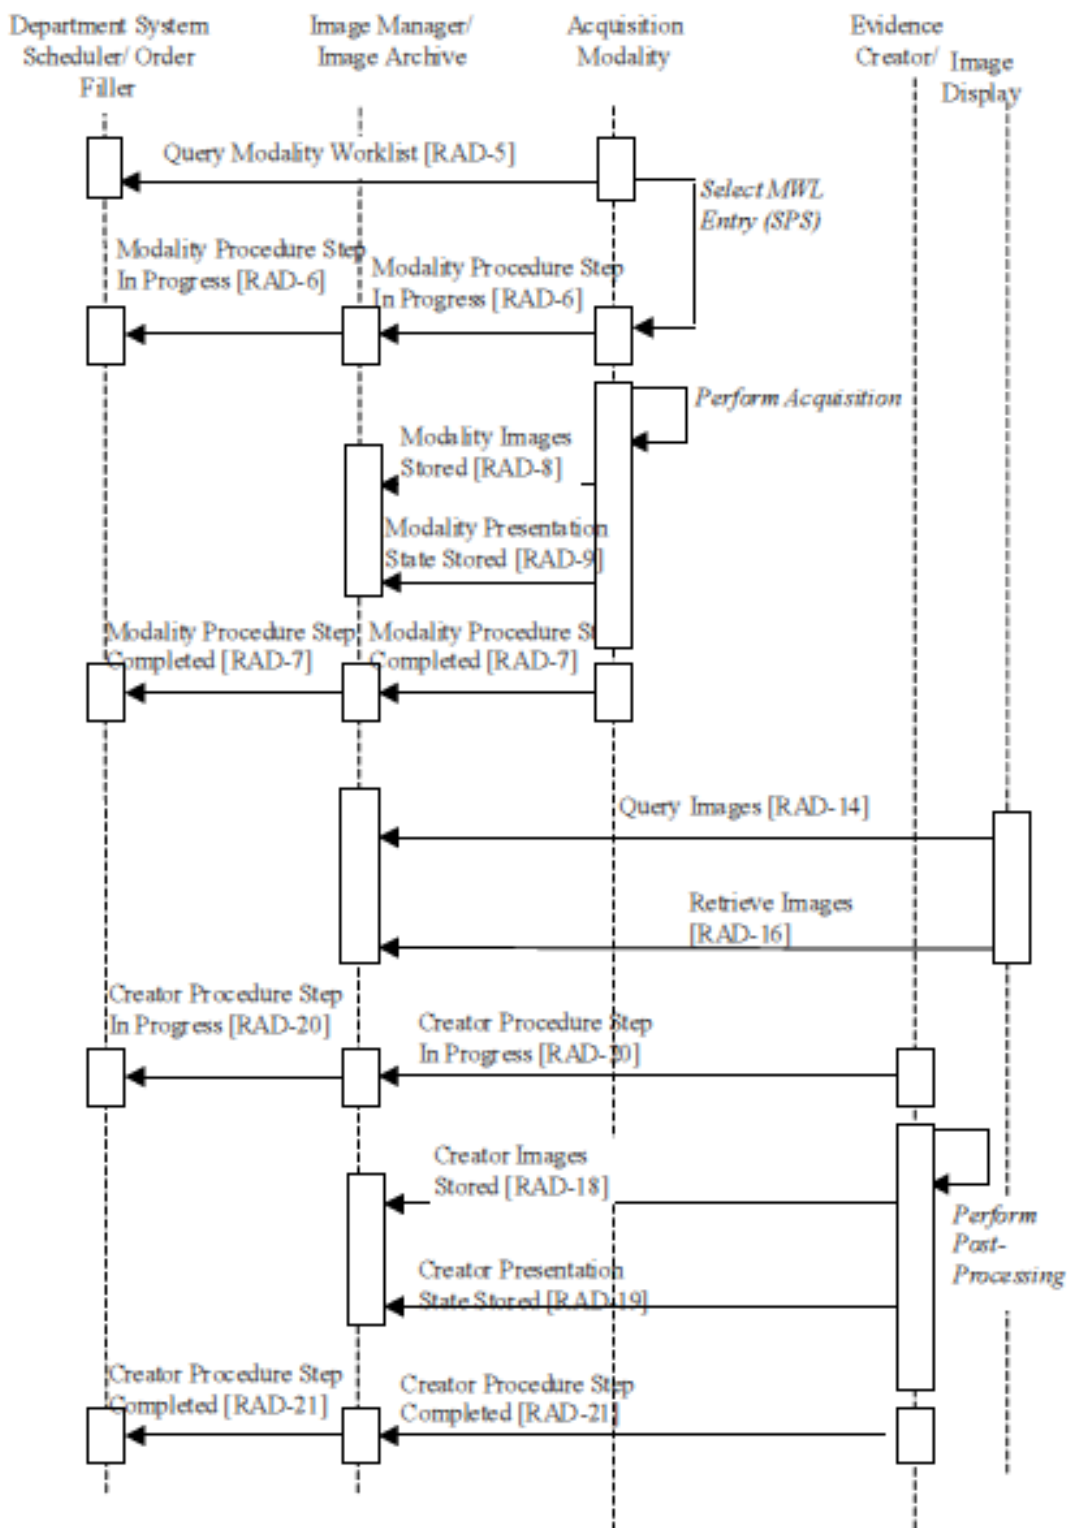 Department System
Scheduler/ Order
Filler
Image Manager/
Image Archive
Acquisition
Modality
Evidence
Creator/
Image
Display
Query Modality Worklist [RAD-5]
Select MWL
Entry (SPS)
Modality Procedure Step
In Progress [RAD-6]
Modality Procedure Step
In Progress [RAD-6]
Perform Acquisition
Modality Images
Stored [RAD-8]
Modality Presentation
State Stored [RAD-9]
Modality Procedure Step
Completed [RAD-7]
Modality Procedure St
Completed [RAD-7]
Query Images [RAD-14]
Retrieve Images
[RAD-16]
Creator Procedure Step
In Progress [RAD-20]
Creator Procedure Step
In Progress [RAD-20]
Creator Images
Stored [RAD-18]
Perform
Post-
Processing
Creator Presentation
State Stored [RAD-19]
Creator Procedure Step
Completed [RAD-21]
Creator Procedure Step
Completed [RAD-21]